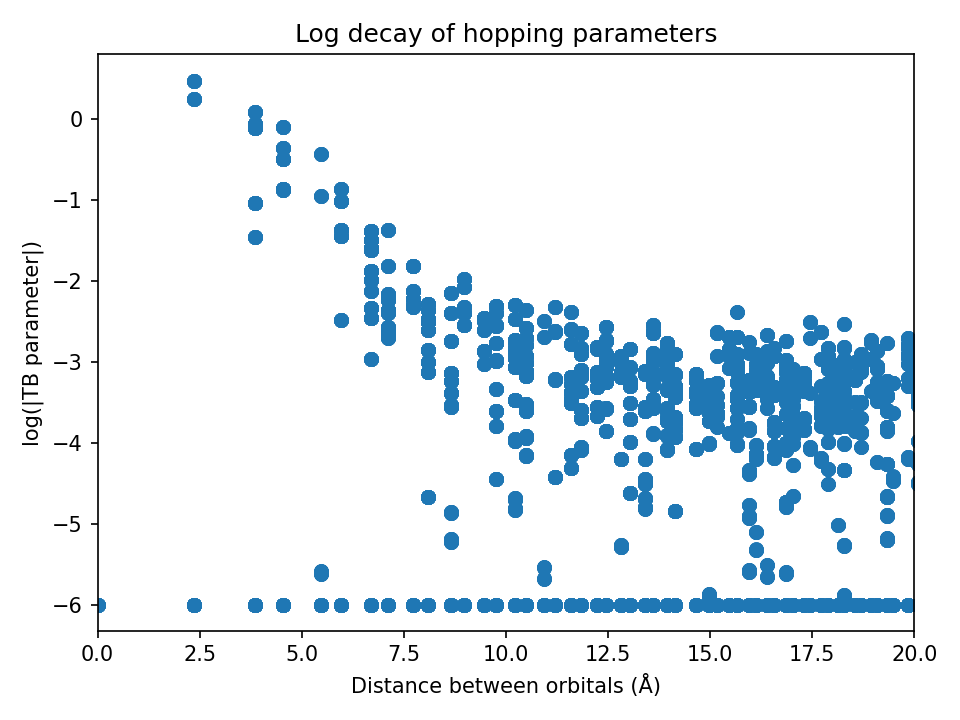 Log decay of hopping parameters
log(|TB parameter|)
0
−1
−2
−3
−4
−5
−6
0.0 2.5 5.0 7.5 10.0 12.5 15.0 17.5 20.0
Distance between orbitals (Å)